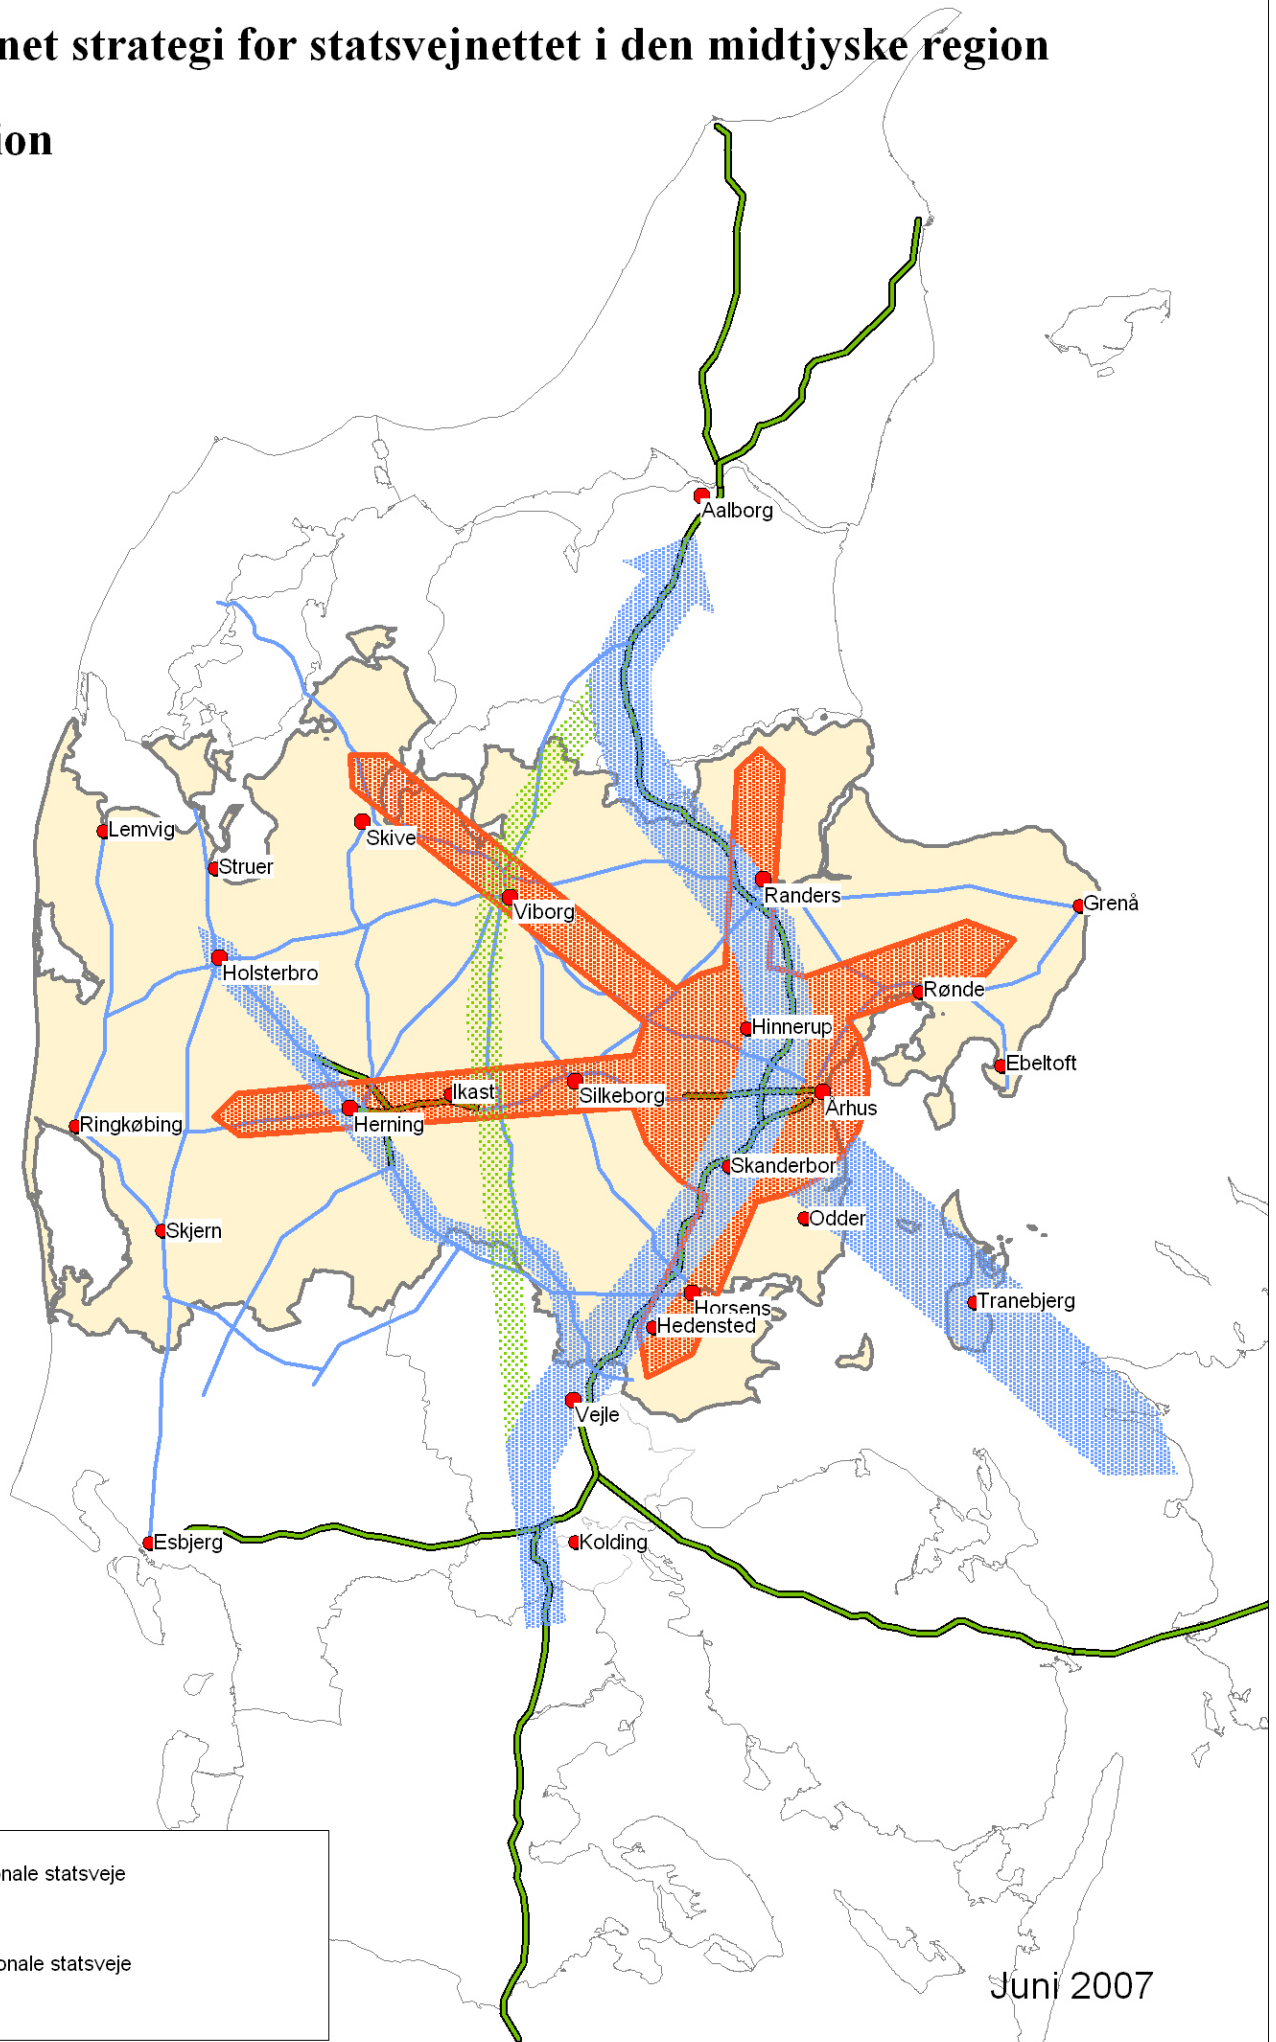 net strategi for statsvejnettet i den midtjyske region
ion
Aalborg
Lemvig
Skive
Struer
Randers
Grenå
Viborg
Holsterbro
Rønde
Hinnerup
Ebeltoft
Ikast
Silkeborg
Århus
Ringkøbing
Herning
Skanderbor
Skjern
Odder
Tranebjerg
Horsens
Hedensted
Vejle
Esbjerg
Kolding
nale statsveje
onale statsveje
Juni 2007